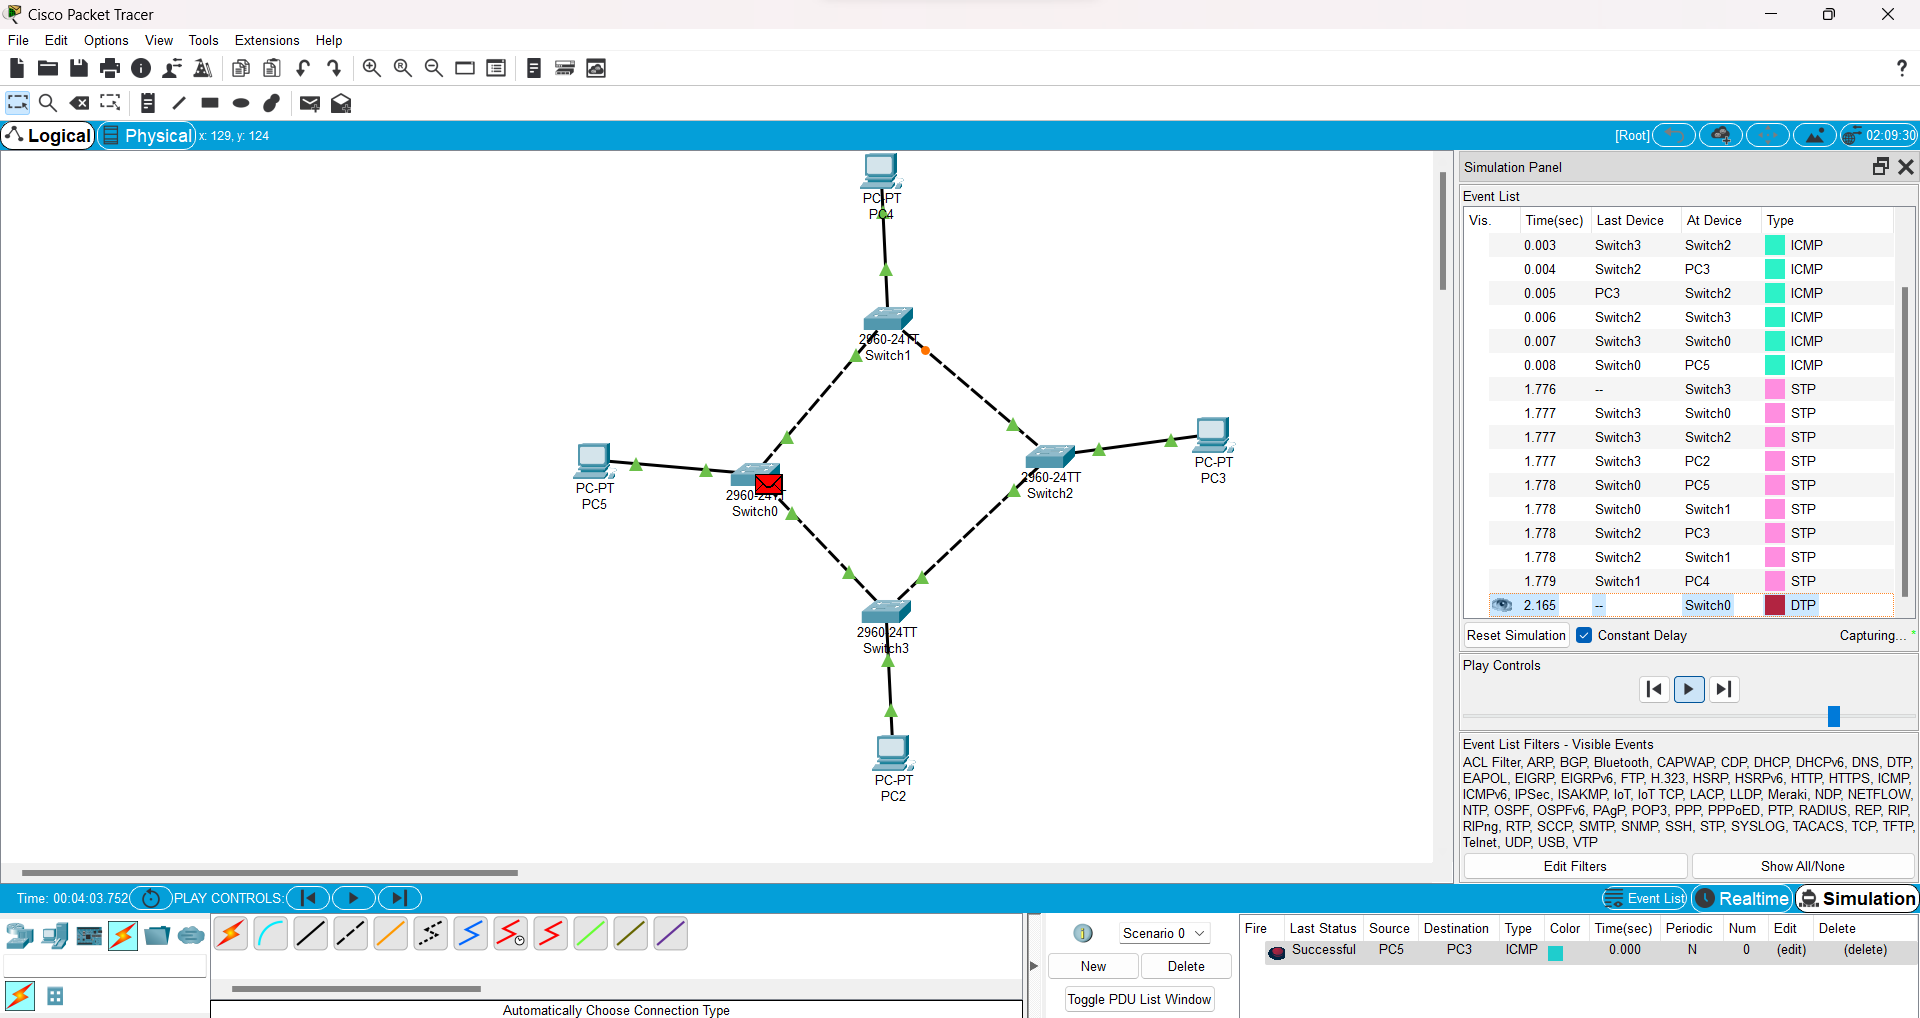 Cisco Packet Tracer
File Edit Options View Tools Extensions Help
?
Logical Physical x: 129, y: 124 [Root] 02:09:30
PC-PT
PC4
2960-24TT
Switch1
PC-PT
PC5
2960-24TT
Switch0
2960-24TT
Switch2
PC-PT
PC3
2960-24TT
Switch3
PC-PT
PC2
Simulation Panel
Event List
Vis. Time(sec) Last Device At Device Type
0.003 Switch3 Switch2 ICMP
0.004 Switch2 PC3 ICMP
0.005 PC3 Switch2 ICMP
0.006 Switch2 Switch3 ICMP
0.007 Switch3 Switch0 ICMP
0.008 Switch0 PC5 ICMP
1.776 -- Switch3 STP
1.777 Switch3 Switch0 STP
1.777 Switch3 Switch2 STP
1.777 Switch3 PC2 STP
1.778 Switch0 PC5 STP
1.778 Switch0 Switch1 STP
1.778 Switch2 PC3 STP
1.778 Switch2 Switch1 STP
1.779 Switch1 PC4 STP
2.165 -- Switch0 DTP
Reset Simulation Constant Delay Capturing... *
Play Controls
Event List Filters - Visible Events
ACL Filter, ARP, BGP, Bluetooth, CAPWAP, CDP, DHCP, DHCPv6, DNS, DTP,
EAPOL, EIGRP, EIGRPv6, FTP, H.323, HSRP, HSRPv6, HTTP, HTTPS, ICMP,
ICMPv6, IPSec, ISAKMP, IoT, IoT TCP, LACP, LLDP, Meraki, NDP, NETFLOW,
NTP, OSPF, OSPFv6, PAgP, POP3, PPP, PPPoED, PTP, RADIUS, REP, RIP,
RIPng, RTP, SCCP, SMTP, SNMP, SSH, STP, SYSLOG, TACACS, TCP, TFTP,
Telnet, UDP, USB, VTP
Edit Filters Show All/None
Time: 00:04:03.752 PLAY CONTROLS: Event List Realtime Simulation
Automatically Choose Connection Type
Scenario 0
New Delete
Toggle PDU List Window
Fire Last Status Source Destination Type Color Time(sec) Periodic Num Edit Delete
Successful PC5 PC3 ICMP 0.000 N 0 (edit) (delete)